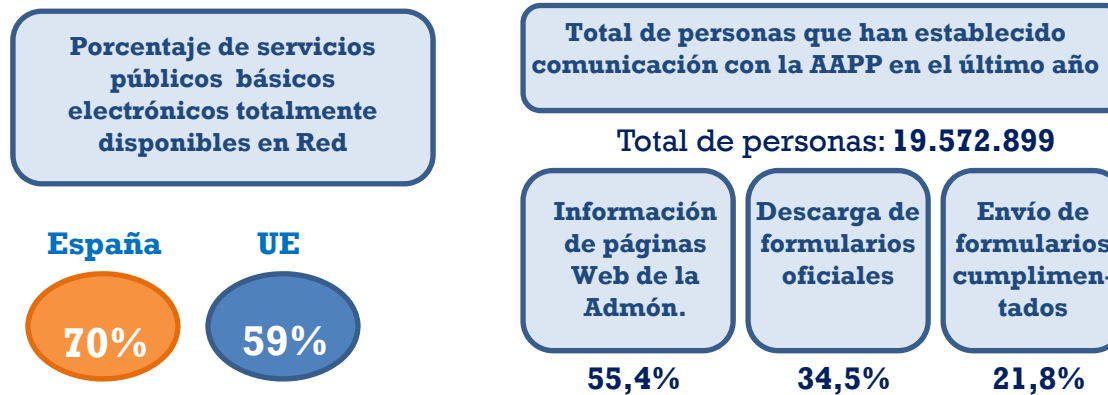 Porcentaje de servicios
públicos básicos
electrónicos totalmente
disponibles en Red
España
UE
70%
59%
Total de personas que han establecido
comunicación con la AAPP en el último año
Total de personas: 19.572.899
Información
de páginas
Web de la
Admón.
55,4%
Descarga de
formularios
oficiales
34,5%
Envío de
formularios
cumplimen-
tados
21,8%